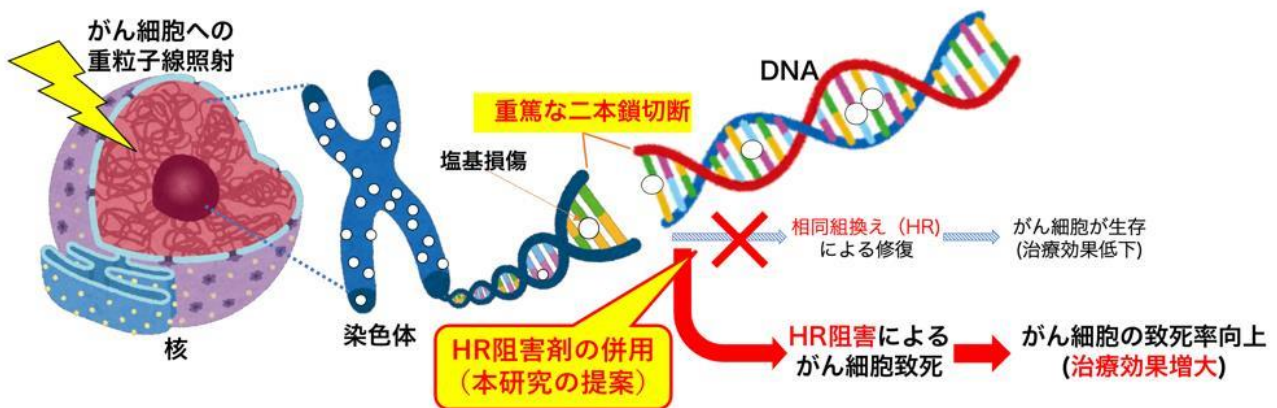 がん細胞への
重粒子線照射
DNA
重篤な二本鎖切断
塩基損傷
相同組換え（HR)
による修復
がん細胞が生存
(治療効果低下)
染色体
核
HR阻害剤の併用
（本研究の提案）
HR阻害による
がん細胞致死
がん細胞の致死率向上
(治療効果増大)